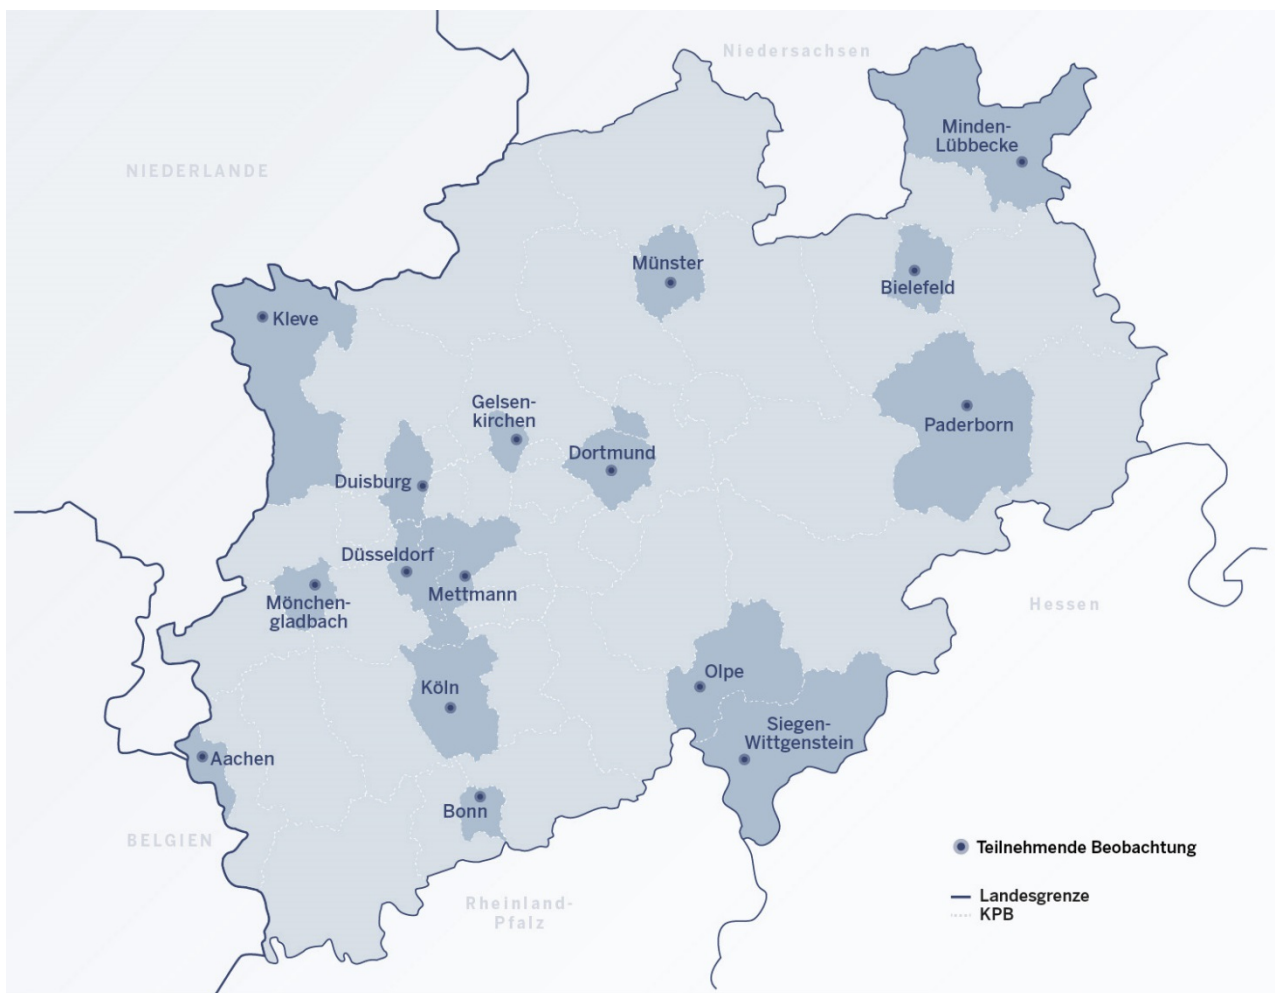 Niedersachsen
Minden-
Lübbecke
NIEDERLANDE
Münster
Bielefeld
Kleve
Gelsen-
kirchen
Paderborn
Dortmund
Duisburg
Düsseldorf
Mettmann
Mönchen-
gladbach
Hessen
Olpe
Köln
Siegen-
Wittgenstein
Aachen
Bonn
BELGIEN
Teilnehmende Beobachtung
Landesgrenze
KPB
Rheinland-
Pfalz